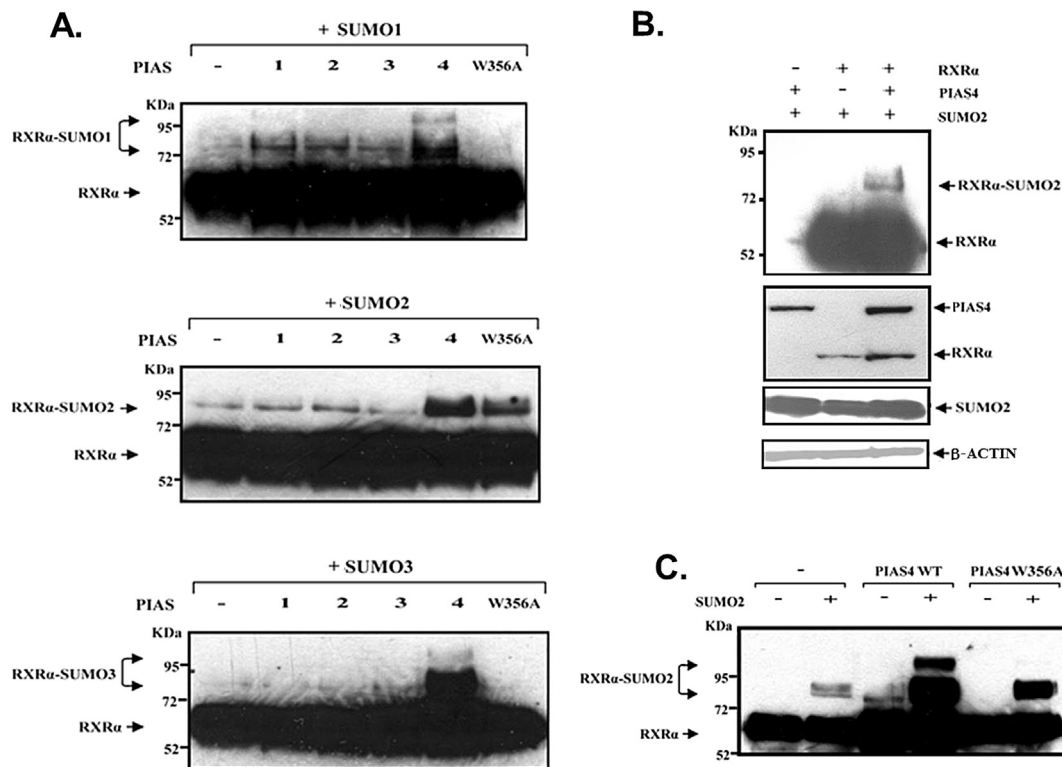 A.
+ SUMO1
PIAS - 1 2 3 4 W356A
KDa
RXRα-SUMO1
95
72
RXRα
52
+ SUMO2
PIAS - 1 2 3 4 W356A
KDa
95
RXRα-SUMO2
72
RXRα
52
+ SUMO3
PIAS - 1 2 3 4 W356A
KDa
RXRα-SUMO3
95
72
RXRα
52
B.
- + + RXRα
+ - + PIAS4
+ + + SUMO2
KDa
95
RXRα-SUMO2
72
RXRα
52
PIAS4
RXRα
SUMO2
β-ACTIN
C.
- PIAS4 WT PIAS4 W356A
SUMO2 - + - + - +
KDa
RXRα-SUMO2
95
72
RXRα
52